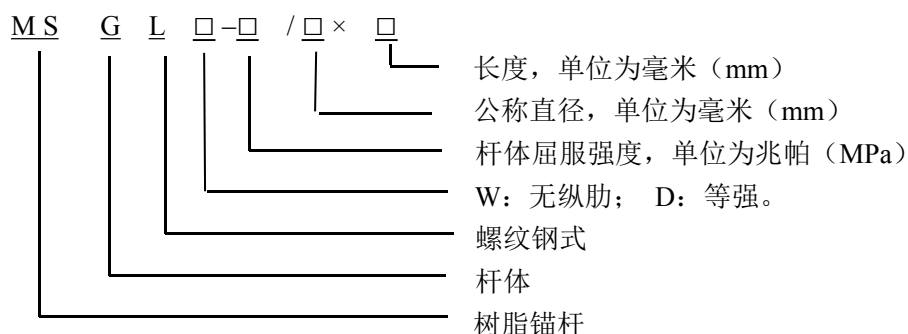 MS G L □–□ /□× □
长度，单位为毫米（mm）
公称直径，单位为毫米（mm）
杆体屈服强度，单位为兆帕（MPa）
W：无纵肋； D：等强。
螺纹钢式
杆体
树脂锚杆